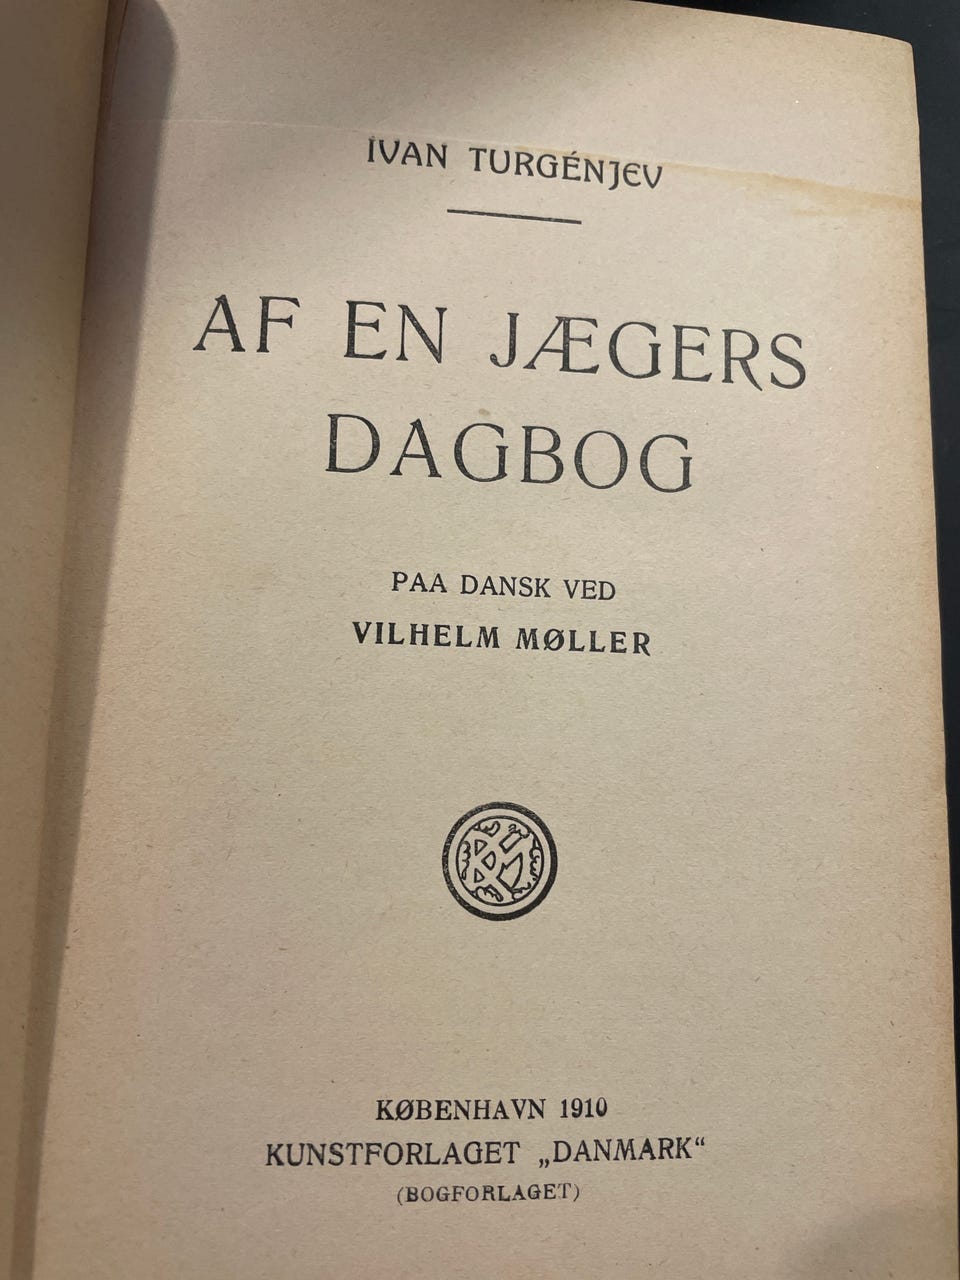 IVAN TURGÉNJEV
AF EN JÆGERS
DAGBOG
PAA DANSK VED
VILHELM MØLLER
KØBENHAVN 1910
KUNSTFORLAGET „DANMARK“
(BOGFORLAGET)